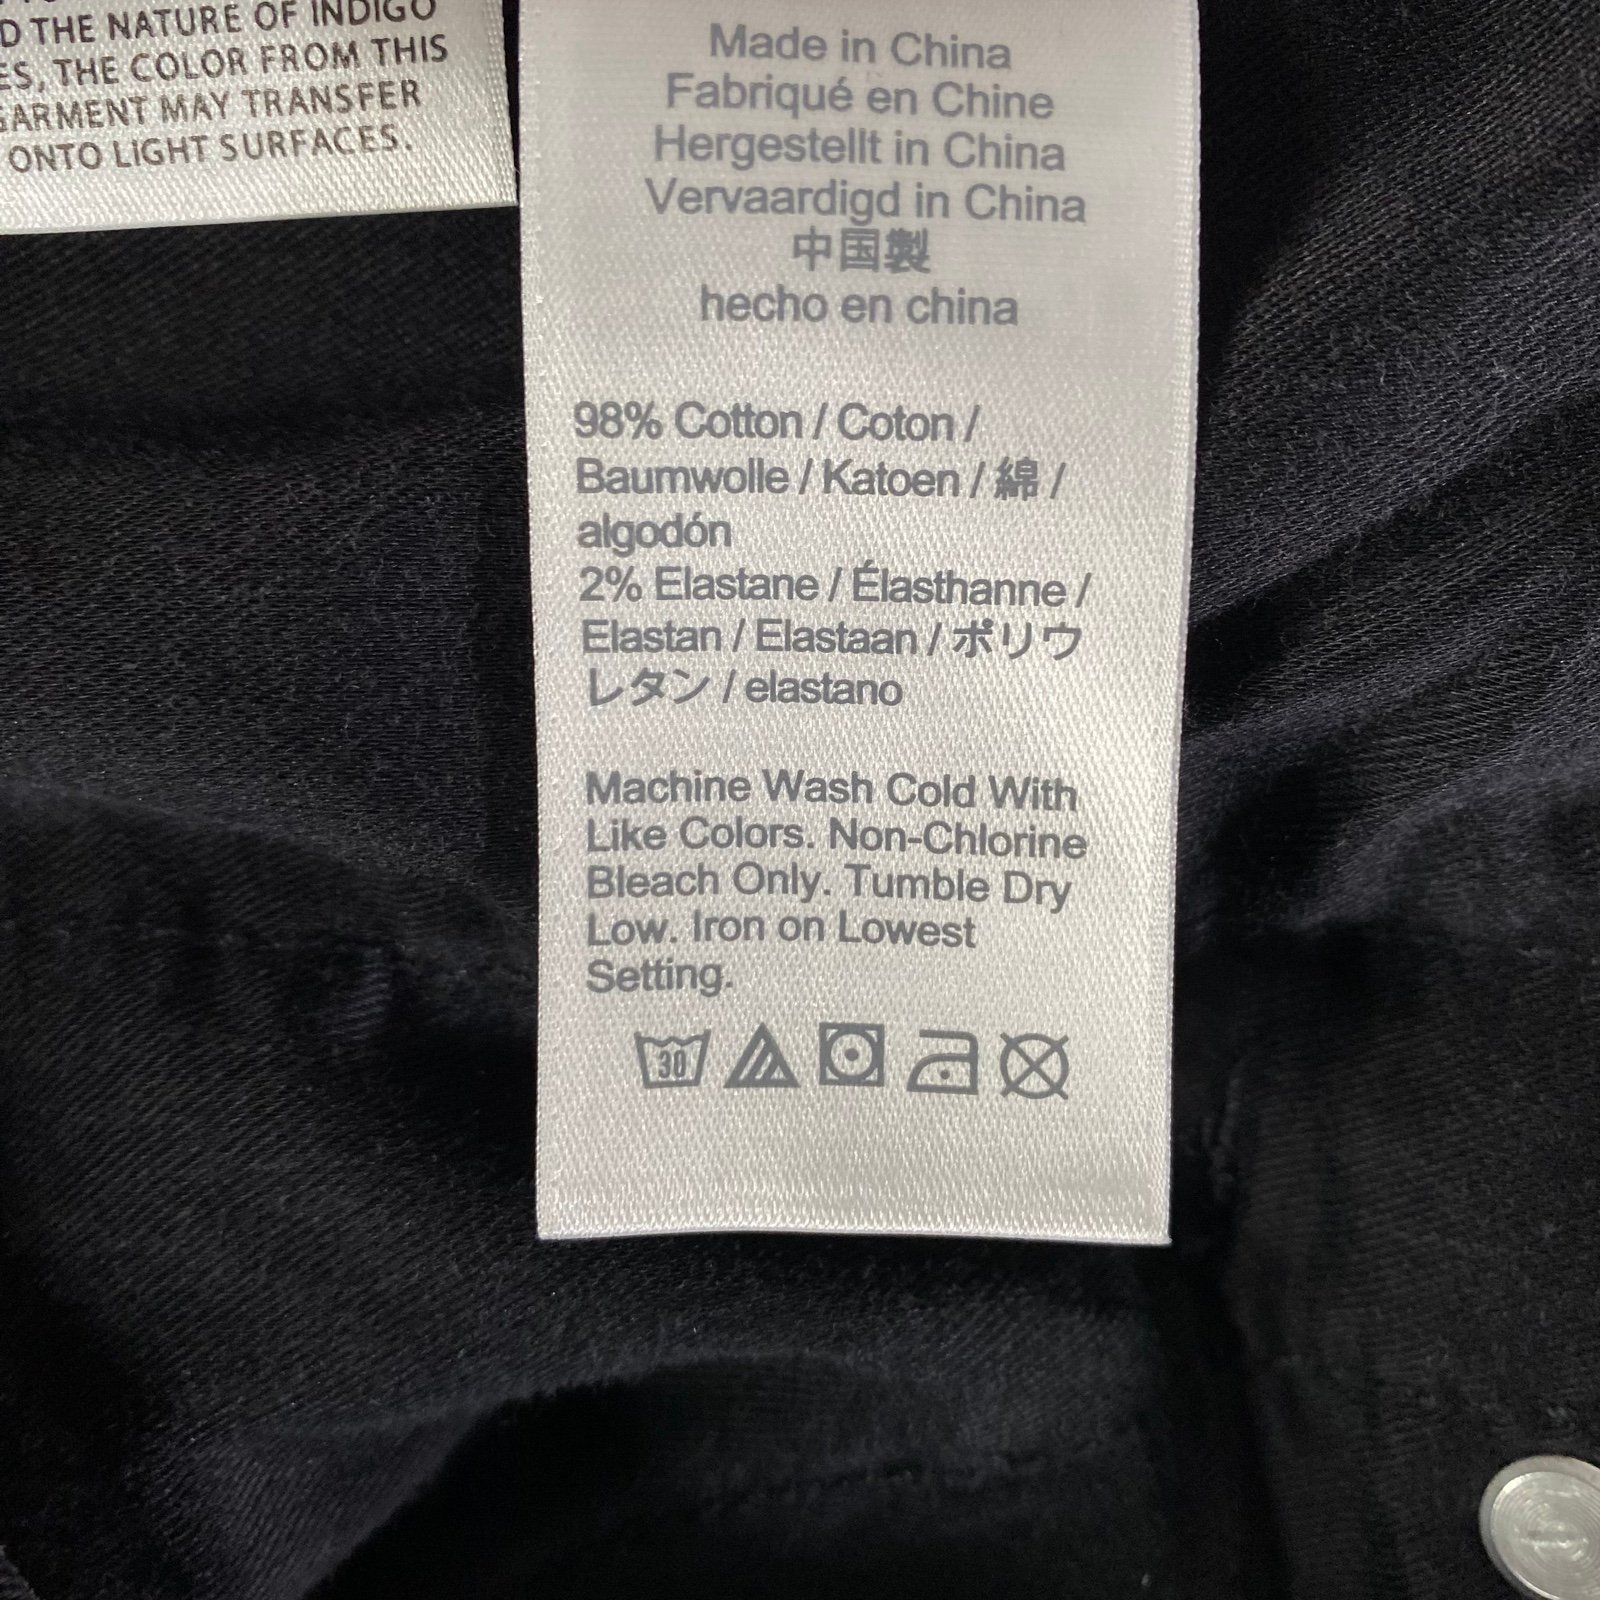 D THE NATURE OF INDIGO
ES, THE COLOR FROM THIS
GARMENT MAY TRANSFER
ONTO LIGHT SURFACES.
Made in China
Fabriqué en Chine
Hergestellt in China
Vervaardigd in China
中国製
hecho en china
98% Cotton / Coton /
Baumwolle / Katoen / 綿 /
algodón
2% Elastane / Élasthanne /
Elastan / Elastaan / ポリウ
レタン / elastano
Machine Wash Cold With
Like Colors. Non-Chlorine
Bleach Only. Tumble Dry
Low. Iron on Lowest
Setting.
30